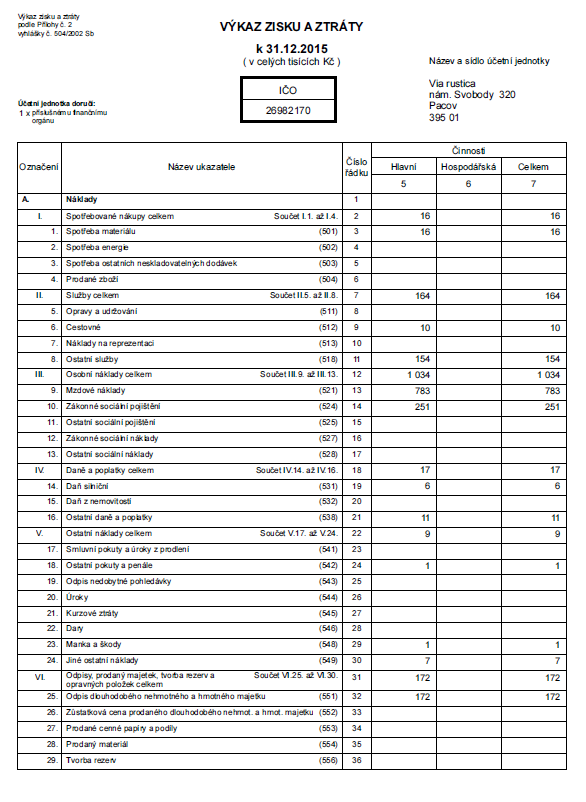 Výkaz zisku a ztráty
podle Přílohy č. 2
vyhlášky č. 504/2002 Sb
VÝKAZ ZISKU A ZTRÁTY
k 31.12.2015
( v celých tisících Kč )
Název a sídlo účetní jednotky
IČO
26982170
Via rustica
nám. Svobody 320
Pacov
395 01
Účetní jednotka doručí:
1 x příslušnému finančnímu
orgánu
Označení Název ukazatele Číslo řádku Činnosti
Hlavní Hospodářská Celkem
5 6 7
A. Náklady 1
I. Spotřebované nákupy celkem Součet I.1. až I.4. 2 16 16
1. Spotřeba materiálu (501) 3 16 16
2. Spotřeba energie (502) 4
3. Spotřeba ostatních neskladovatelných dodávek (503) 5
4. Prodané zboží (504) 6
II. Služby celkem Součet II.5. až II.8. 7 164 164
5. Opravy a udržování (511) 8
6. Cestovné (512) 9 10 10
7. Náklady na reprezentaci (513) 10
8. Ostatní služby (518) 11 154 154
III. Osobní náklady celkem Součet III.9. až III.13. 12 1 034 1 034
9. Mzdové náklady (521) 13 783 783
10. Zákonné sociální pojištění (524) 14 251 251
11. Ostatní sociální pojištění (525) 15
12. Zákonné sociální náklady (527) 16
13. Ostatní sociální náklady (528) 17
IV. Daně a poplatky celkem Součet IV.14. až IV.16. 18 17 17
14. Daň silniční (531) 19 6 6
15. Daň z nemovitostí (532) 20
16. Ostatní daně a poplatky (538) 21 11 11
V. Ostatní náklady celkem Součet V.17. až V.24. 22 9 9
17. Smluvní pokuty a úroky z prodlení (541) 23
18. Ostatní pokuty a penále (542) 24 1 1
19. Odpis nedobytné pohledávky (543) 25
20. Úroky (544) 26
21. Kurzové ztráty (545) 27
22. Dary (546) 28
23. Manka a škody (548) 29 1 1
24. Jiné ostatní náklady (549) 30 7 7
VI. Odpisy, prodaný majetek, tvorba rezerv a Součet VI.25. až VI.30. 31 172 172
opravných položek celkem
25. Odpis dlouhodobého nehmotného a hmotného majetku (551) 32 172 172
26. Zůstatková cena prodaného dlouhodobého nehmot. a hmot. majetku (552) 33
27. Prodané cenné papíry a podíly (553) 34
28. Prodaný materiál (554) 35
29. Tvorba rezerv (556) 36